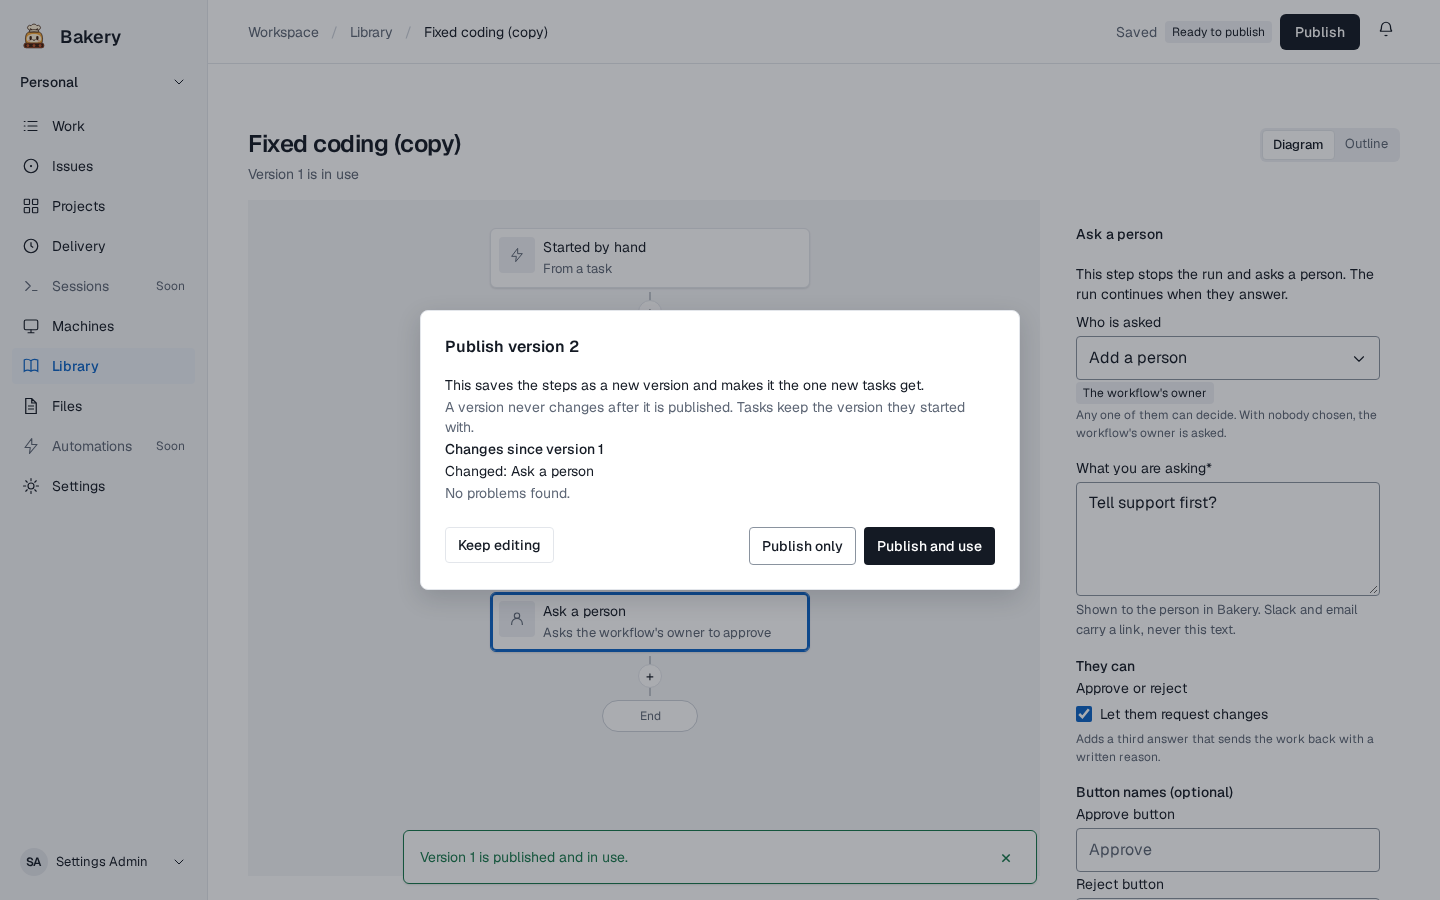 Bakery
Personal
Work
Issues
Projects
Delivery
Sessions Soon
Machines
Library
Files
Automations Soon
Settings
SA Settings Admin
Workspace / Library / Fixed coding (copy)
Saved Ready to publish Publish
Fixed coding (copy)
Version 1 is in use
Diagram Outline
Started by hand
From a task
Publish version 2
This saves the steps as a new version and makes it the one new tasks get.
A version never changes after it is published. Tasks keep the version they started
with.
Changes since version 1
Changed: Ask a person
No problems found.
Keep editing Publish only Publish and use
Ask a person
Asks the workflow's owner to approve
+
End
Version 1 is published and in use.
Ask a person
This step stops the run and asks a person. The
run continues when they answer.
Who is asked
Add a person
The workflow's owner
Any one of them can decide. With nobody chosen, the
workflow's owner is asked.
What you are asking*
Tell support first?
Shown to the person in Bakery. Slack and email
carry a link, never this text.
They can
Approve or reject
Let them request changes
Adds a third answer that sends the work back with a
written reason.
Button names (optional)
Approve button
Approve
Reject button